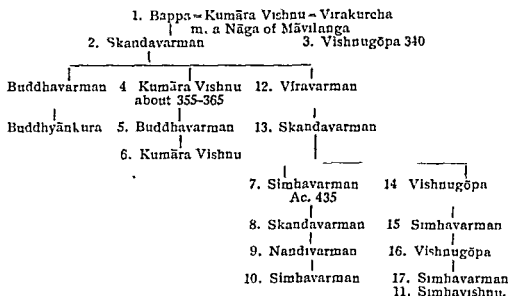 1. Bappa=Kumāra Vishnu=Virakurcha
m. a Nāga of Māvilanga
2. Skandavarman 3. Vishnugōpa 340
Buddhavarman 4 Kumāra Vishnu 12. Vīravarman
about 355-365
Buddhyānkura 5. Buddhavarman 13. Skandavarman
6. Kumāra Vishnu
7. Simhavarman 14 Vishnugōpa
Ac. 435
8. Skandavarman 15 Simhavarman
9. Nandivarman 16. Vishnugōpa
10. Simhavarman 17. Simhavarman
11. Simhavishnu.